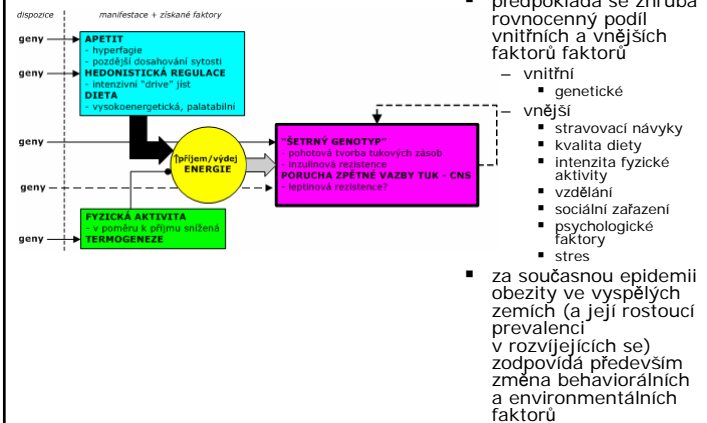 dispozice
manifestace + získané faktory
geny
APETIT
- hyperfagie
- pozdější dosahování sytosti
geny
HEDONISTICKÁ REGULACE
- intenzivní "drive" jíst
DIETA
- vysokoenergetická, palatabilní
geny
↑příjem/výdej
ENERGIE
"ŠETRNÝ GENOTYP"
- pohotová tvorba tukových zásob
- inzulinová rezistence
PORUCHA ZPĚTNÉ VAZBY TUK - CNS
- leptinová rezistence?
geny
FYZICKÁ AKTIVITA
- v poměru k příjmu snížená
geny
TERMOGENEZE
▪ předpokládá se zhruba
rovnocenný podíl
vnitřních a vnějších
faktorů faktorů
– vnitřní
▪ genetické
– vnější
▪ stravovací návyky
▪ kvalita diety
▪ intenzita fyzické
aktivity
▪ vzdělání
▪ sociální zařazení
▪ psychologické
faktory
▪ stres
▪ za současnou epidemii
obezity ve vyspělých
zemích (a její rostoucí
prevalenci
v rozvíjejících se)
zodpovídá především
změna behaviorálních
a environmentálních
faktorů